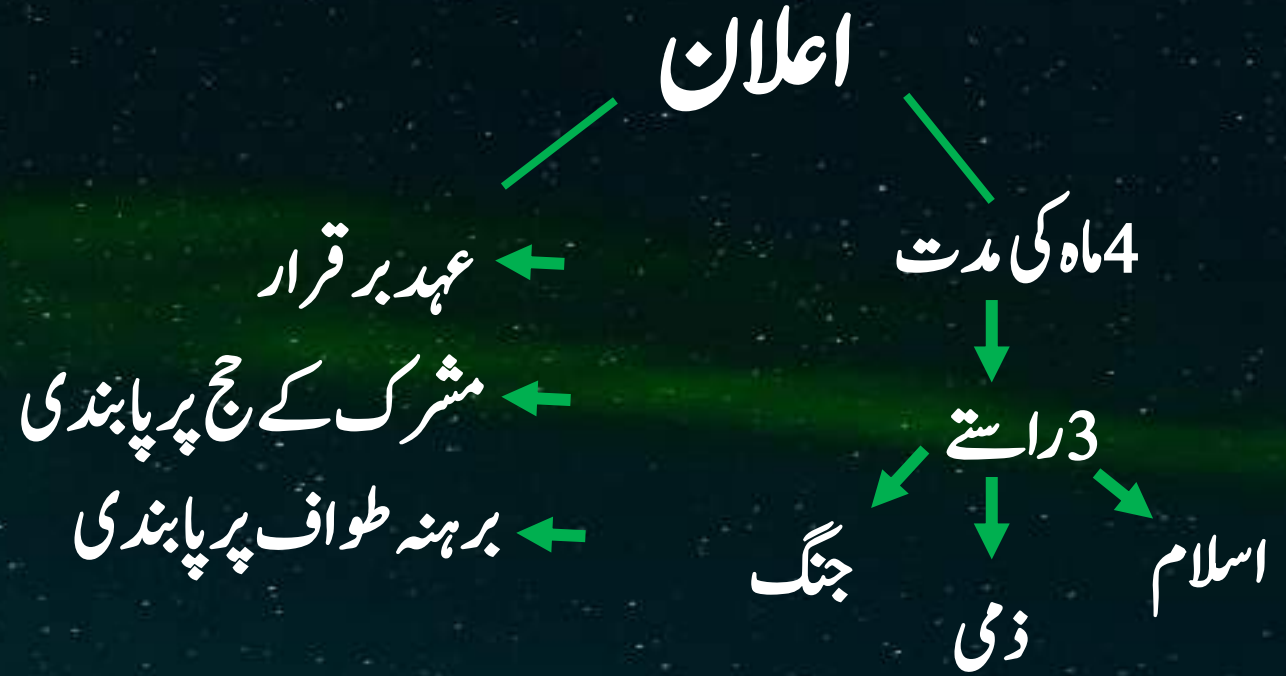 اعلان
4ماہ کی مدت
عہد برقرار
3راستے
مشرک کے حج پر پابندی
اسلام
ذمی
جنگ
برہنہ طواف پر پابندی